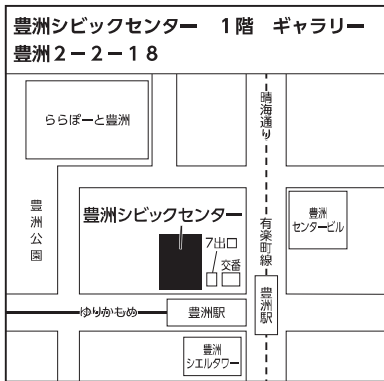 豊洲シビックセンター　1階　ギャラリー
豊洲2－2－18
ららぽーと豊洲
晴海通り
豊洲公園
豊洲シビックセンター
7出口
交番
有楽町線
豊洲
センタービル
ゆりかもめ
豊洲駅
豊洲駅
豊洲
シエルタワー